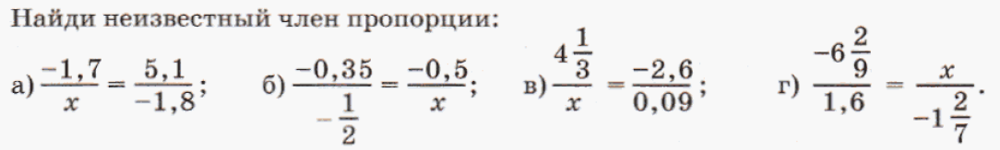 Найди неизвестный член пропорции:
а) \frac{-1,7}{x} = \frac{5,1}{-1,8}; б) \frac{-0,35}{-\frac{1}{2}} = \frac{-0,5}{x}; в) \frac{4\frac{1}{3}}{x} = \frac{-2,6}{0,09}; г) \frac{-6\frac{2}{9}}{1,6} = \frac{x}{-1\frac{2}{7}}.